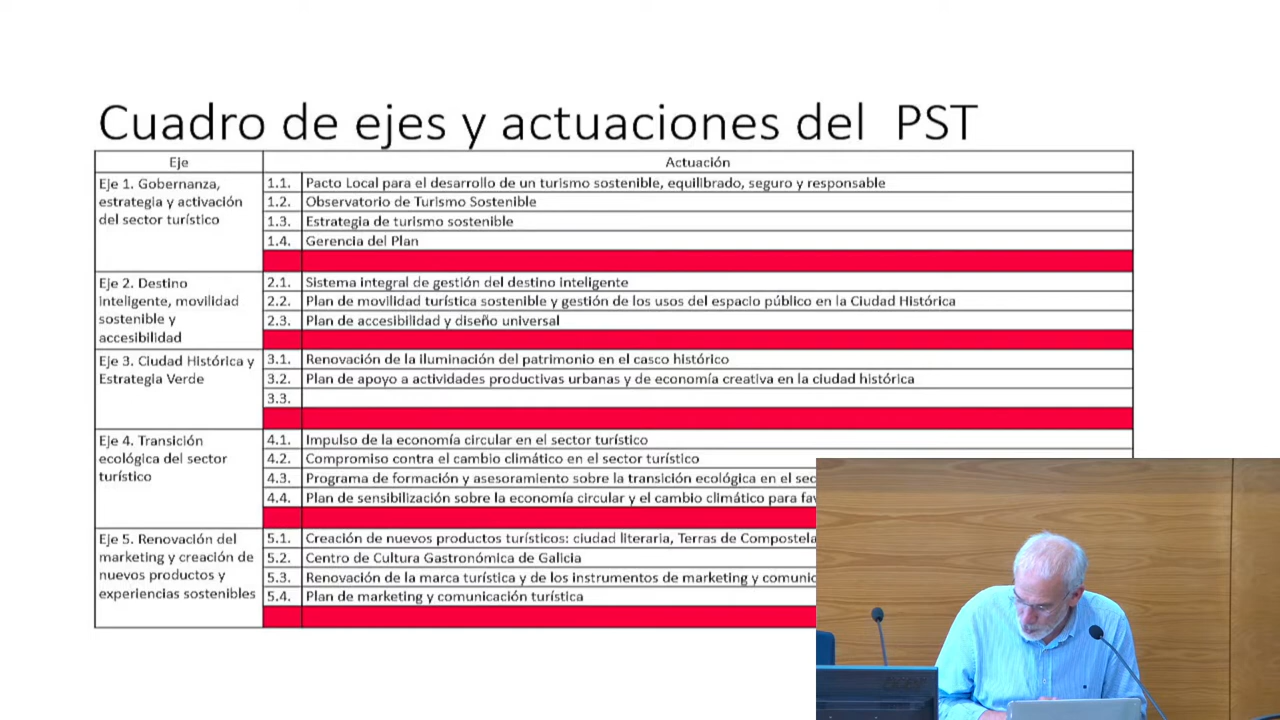 Cuadro de ejes y actuaciones del PST
Eje
Actuación
Eje 1. Gobernanza,
estrategia y activación
del sector turístico
1.1. Pacto Local para el desarrollo de un turismo sostenible, equilibrado, seguro y responsable
1.2. Observatorio de Turismo Sostenible
1.3. Estrategia de turismo sostenible
1.4. Gerencia del Plan
Eje 2. Destino
inteligente, movilidad
sostenible y
accesibilidad
2.1. Sistema integral de gestión del destino inteligente
2.2. Plan de movilidad turística sostenible y gestión de los usos del espacio público en la Ciudad Histórica
2.3. Plan de accesibilidad y diseño universal
Eje 3. Ciudad Histórica y
Estrategia Verde
3.1. Renovación de la iluminación del patrimonio en el casco histórico
3.2. Plan de apoyo a actividades productivas urbanas y de economía creativa en la ciudad histórica
3.3.
Eje 4. Transición
ecológica del sector
turístico
4.1. Impulso de la economía circular en el sector turístico
4.2. Compromiso contra el cambio climático en el sector turístico
4.3. Programa de formación y asesoramiento sobre la transición ecológica en el sec
4.4. Plan de sensibilización sobre la economía circular y el cambio climático para fav
Eje 5. Renovación del
marketing y creación de
nuevos productos y
experiencias sostenibles
5.1. Creación de nuevos productos turísticos: ciudad literaria, Terras de Compostela
5.2. Centro de Cultura Gastronómica de Galicia
5.3. Renovación de la marca turística y de los instrumentos de marketing y comunic
5.4. Plan de marketing y comunicación turística
acer